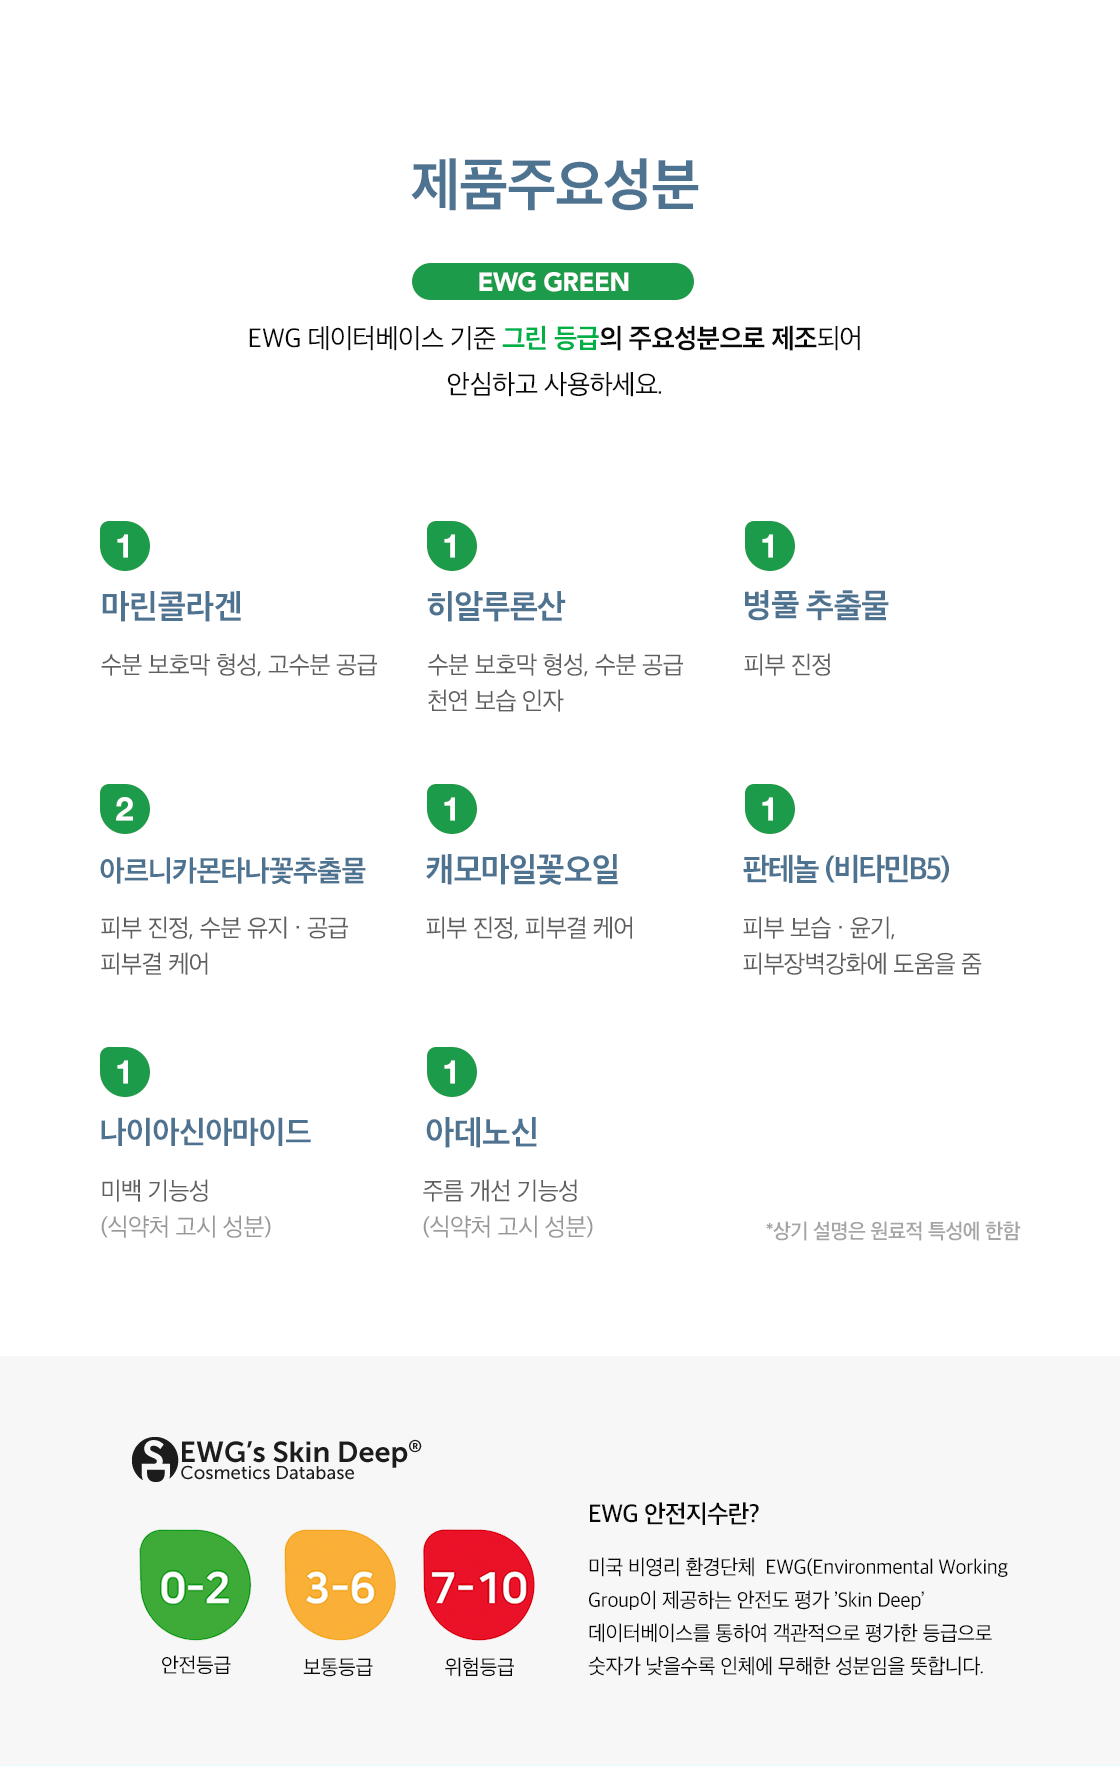 제품주요성분
EWG GREEN
EWG 데이터베이스 기준 그린 등급의 주요성분으로 제조되어
안심하고 사용하세요.
1
마린콜라겐
수분 보호막 형성, 고수분 공급
1
히알루론산
수분 보호막 형성, 수분 공급
천연 보습 인자
1
병풀 추출물
피부 진정
2
아르니카몬타나꽃추출물
피부 진정, 수분 유지 · 공급
피부결 케어
1
캐모마일꽃오일
피부 진정, 피부결 케어
1
판테놀 (비타민B5)
피부 보습 · 윤기,
피부장벽강화에 도움을 줌
1
나이아신아마이드
미백 기능성
(식약처 고시 성분)
1
아데노신
주름 개선 기능성
(식약처 고시 성분)
*상기 설명은 원료적 특성에 한함
EWG's Skin Deep®
Cosmetics Database
0-2
안전등급
3-6
보통등급
7-10
위험등급
EWG 안전지수란?
미국 비영리 환경단체 EWG(Environmental Working
Group이 제공하는 안전도 평가 'Skin Deep'
데이터베이스를 통하여 객관적으로 평가한 등급으로
숫자가 낮을수록 인체에 무해한 성분임을 뜻합니다.